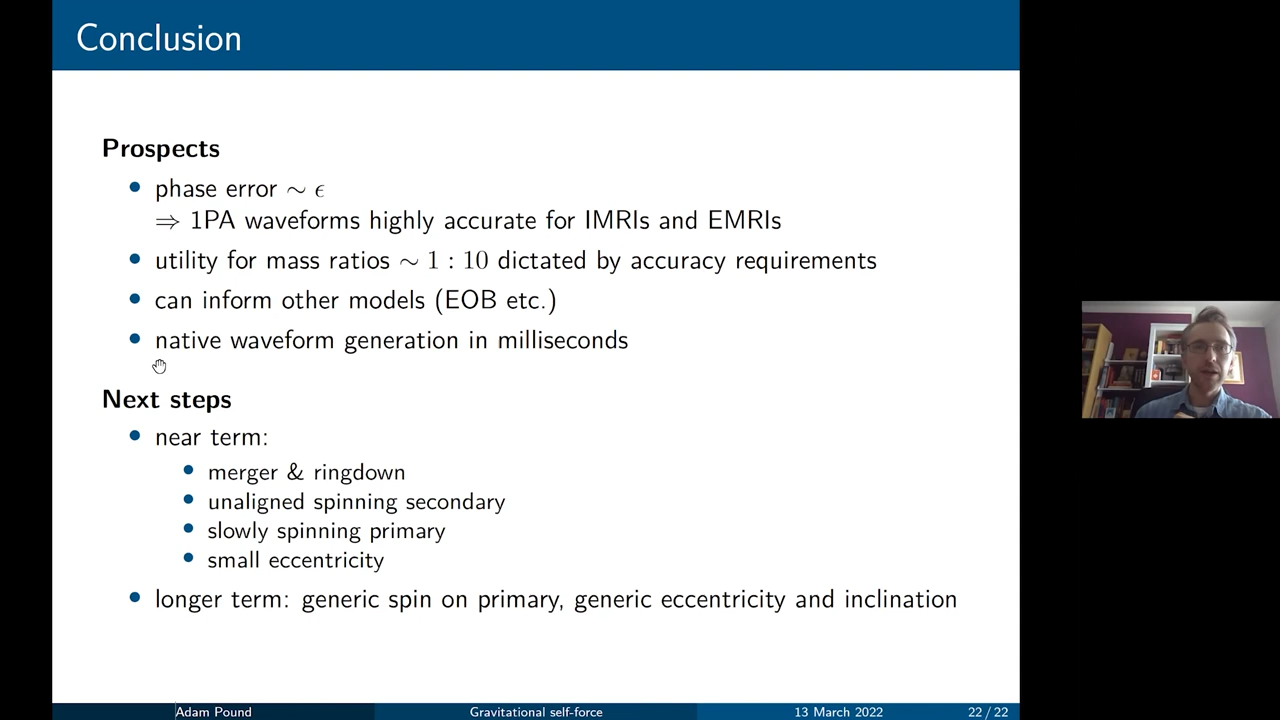 Conclusion
Prospects
phase error ∼ ϵ
⇒ 1PA waveforms highly accurate for IMRIs and EMRIs
utility for mass ratios ∼ 1 : 10 dictated by accuracy requirements
can inform other models (EOB etc.)
native waveform generation in milliseconds
Next steps
near term:
merger & ringdown
unaligned spinning secondary
slowly spinning primary
small eccentricity
longer term: generic spin on primary, generic eccentricity and inclination
Adam Pound Gravitational self-force 13 March 2022 22 / 22